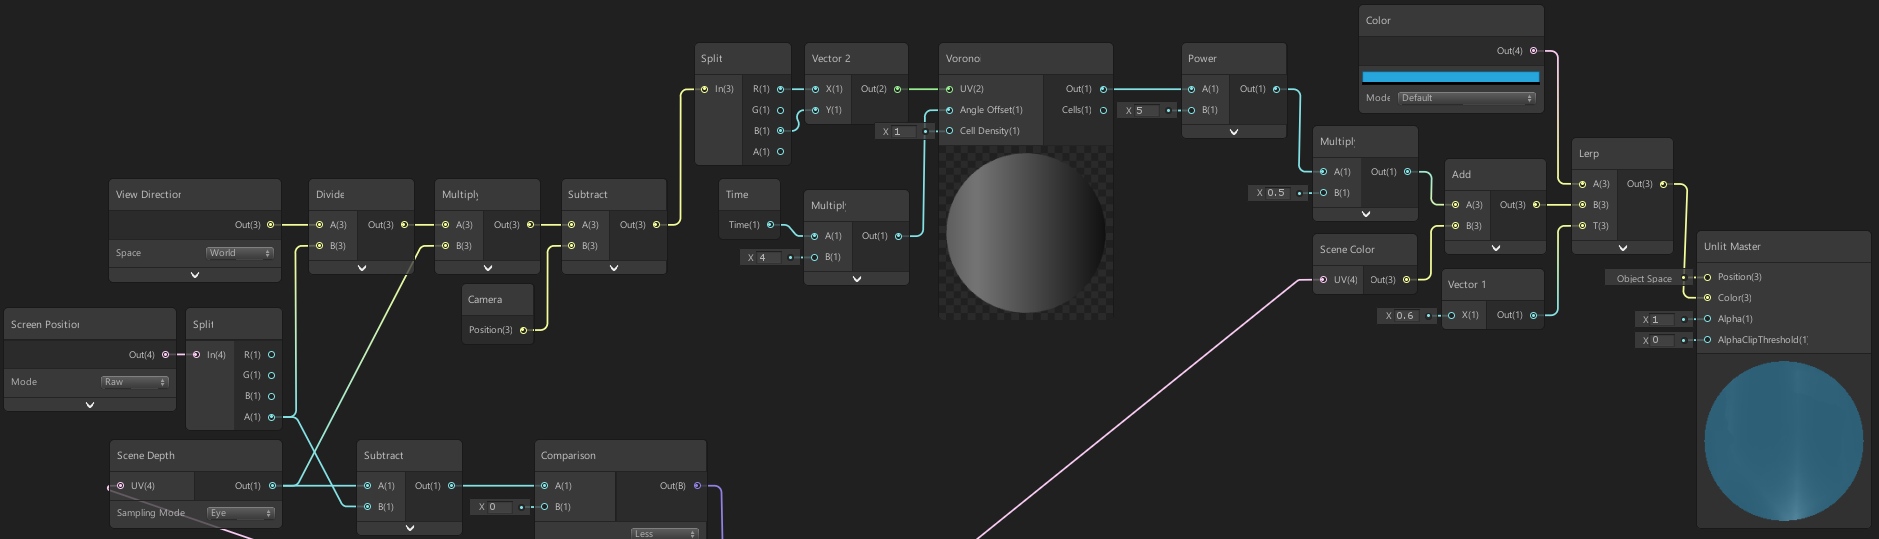 Color
Out(4)
Mode Default
Split
In(3) R(1)
G(1)
B(1)
A(1)
Vector 2
X(1) Out(2)
Y(1)
Vorono
UV(2) Out(1)
Angle Offset(1) Cells(1)
X 1 Cell Density(1)
Power
A(1) Out(1)
X 5 B(1)
Multiply
A(1) Out(1)
X 0.5 B(1)
Add
A(3) Out(3)
B(3)
Lerp
A(3) Out(3)
B(3)
T(3)
View Direction
Out(3)
Space World
Divide
A(3) Out(3)
B(3)
Multiply
A(3) Out(3)
B(3)
Subtract
A(3) Out(3)
B(3)
Time
Time(1)
Multiply
A(1) Out(1)
X 4 B(1)
Camera
Position(3)
Scene Color
UV(4) Out(3)
Vector 1
X 0.6 X(1) Out(1)
Unlit Master
Object Space Position(3)
Color(3)
X 1 Alpha(1)
X 0 AlphaClipThreshold(1)
Screen Position
Out(4)
Mode Raw
Split
In(4) R(1)
G(1)
B(1)
A(1)
Scene Depth
UV(4) Out(1)
Sampling Mode Eye
Subtract
A(1) Out(1)
B(1)
Comparison
A(1) Out(B)
X 0 B(1)
Less